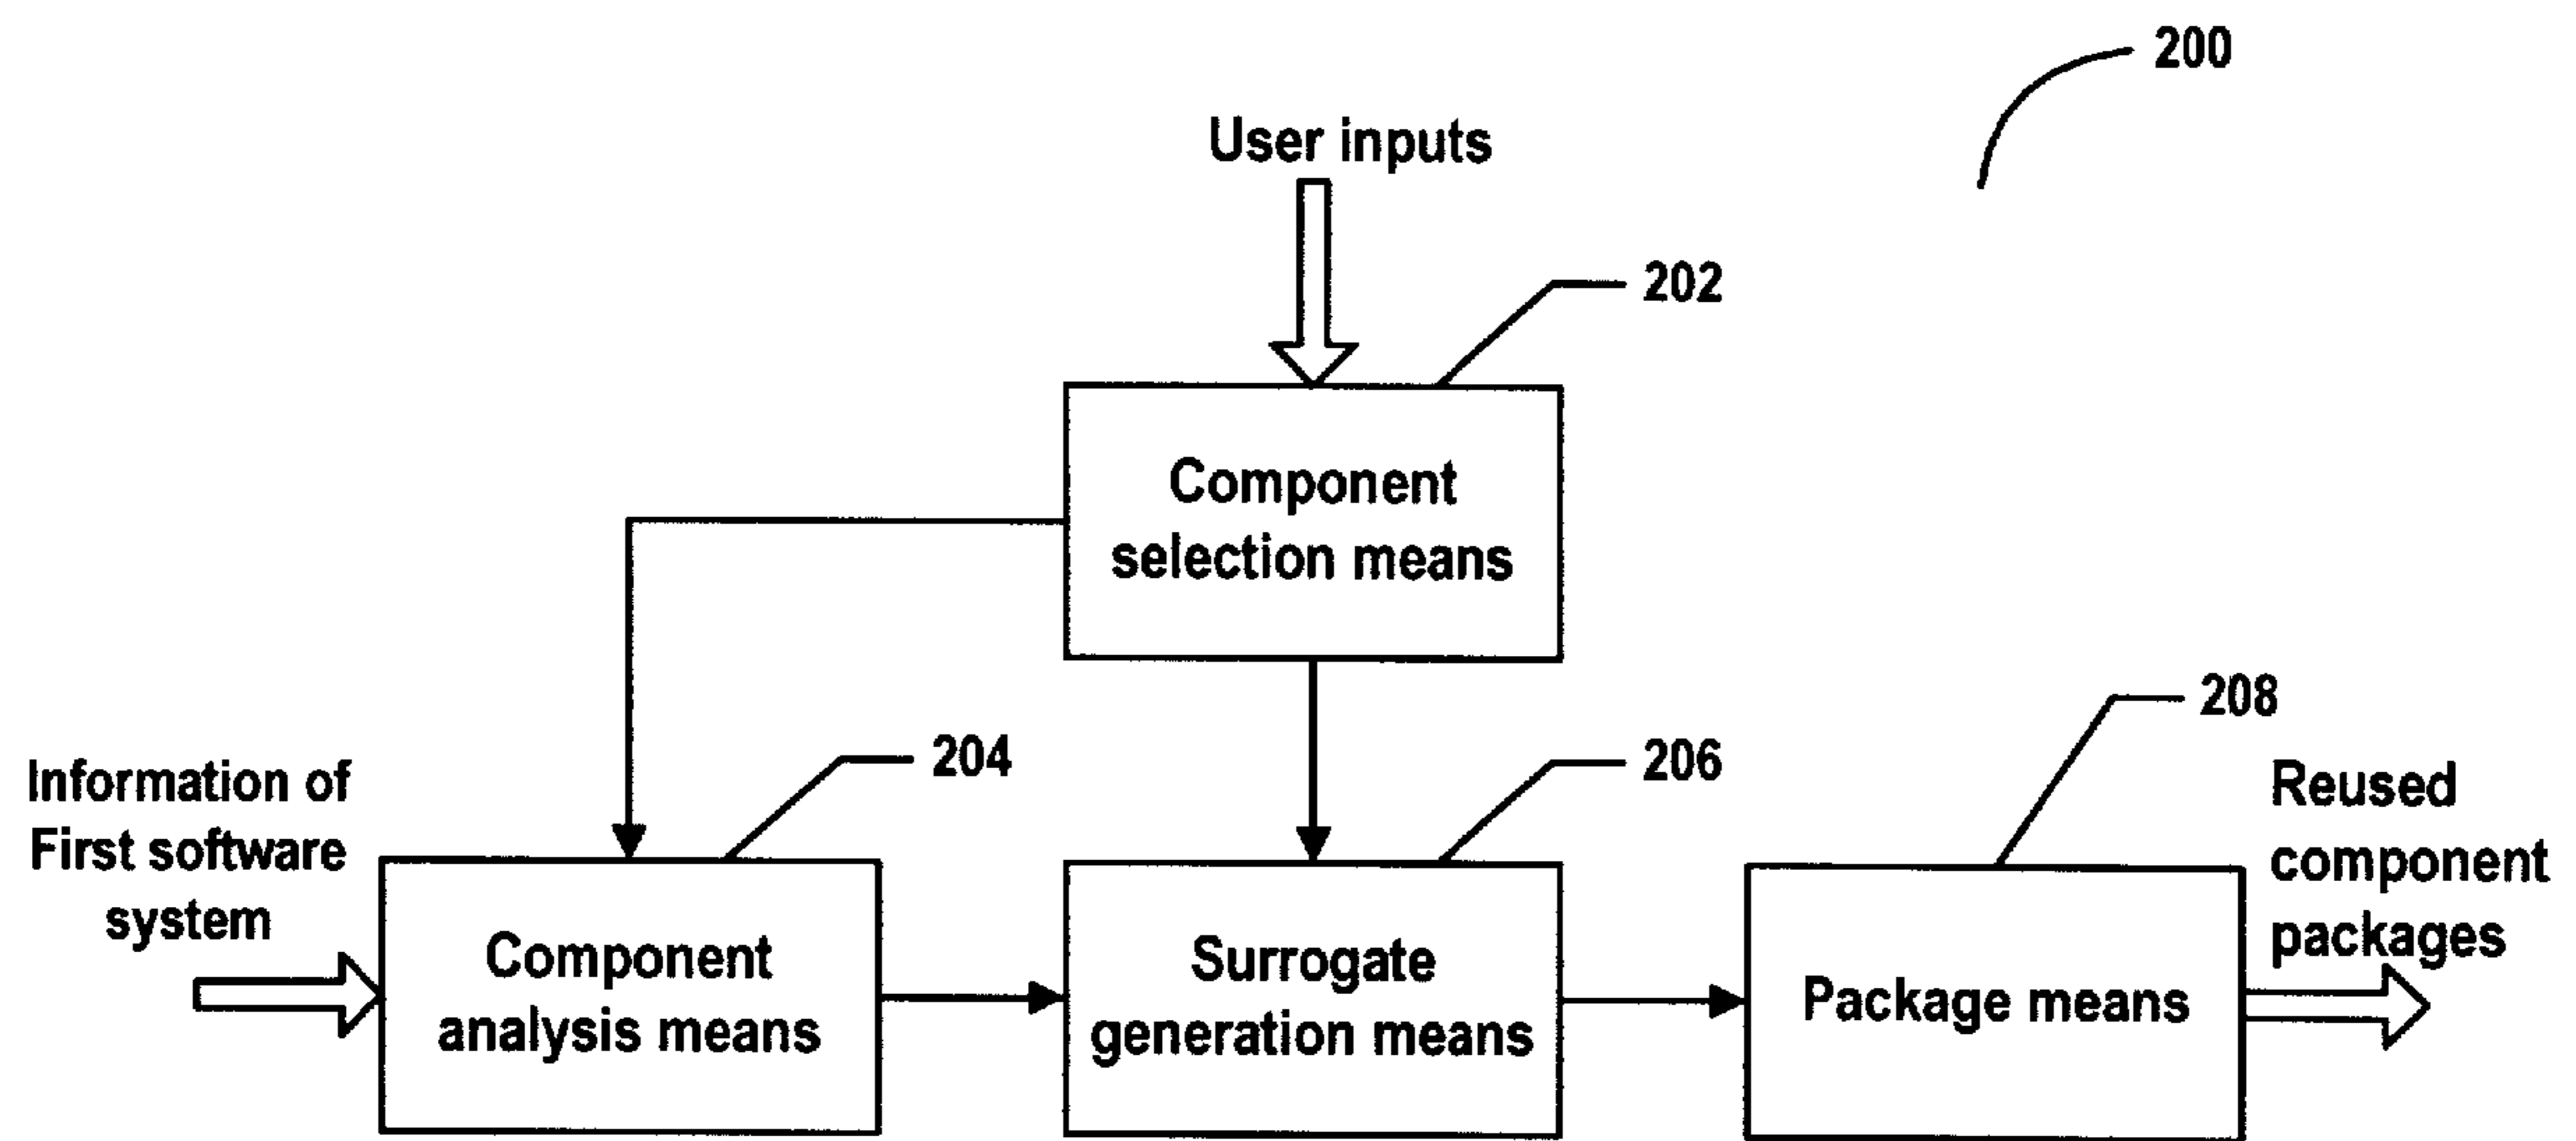 200
User inputs
202
Component
selection means
208
204
206
Information of
First software
system
Reused
component
packages
Component
analysis means
Surrogate
generation means
Package means